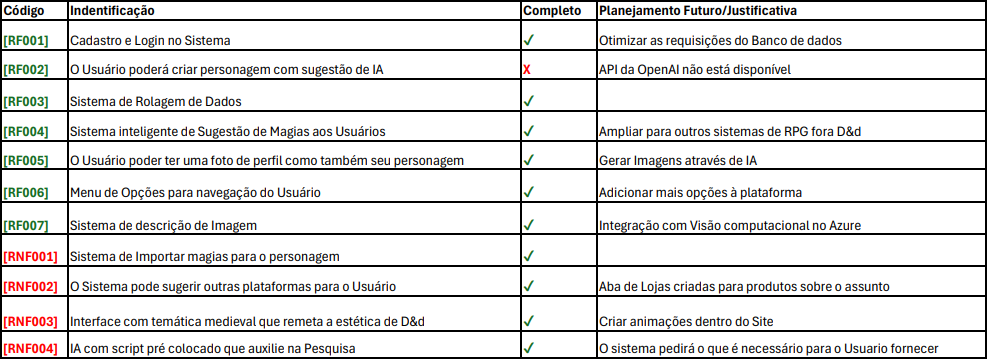 Código Indentificação Completo Planejamento Futuro/Justificativa
[RF001] Cadastro e Login no Sistema ✓ Otimizar as requisições do Banco de dados
[RF002] O Usuário poderá criar personagem com sugestão de IA X API da OpenAI não está disponível
[RF003] Sistema de Rolagem de Dados ✓
[RF004] Sistema inteligente de Sugestão de Magias aos Usuários ✓ Ampliar para outros sistemas de RPG fora D&d
[RF005] O Usuário poder ter uma foto de perfil como também seu personagem ✓ Gerar Imagens através de IA
[RF006] Menu de Opções para navegação do Usuário ✓ Adicionar mais opções à plataforma
[RF007] Sistema de descrição de Imagem ✓ Integração com Visão computacional no Azure
[RNF001] Sistema de Importar magias para o personagem ✓
[RNF002] O Sistema pode sugerir outras plataformas para o Usuário ✓ Aba de Lojas criadas para produtos sobre o assunto
[RNF003] Interface com temática medieval que remeta a estética de D&d ✓ Criar animações dentro do Site
[RNF004] IA com script pré colocado que auxilie na Pesquisa ✓ O sistema pedirá o que é necessário para o Usuario fornecer